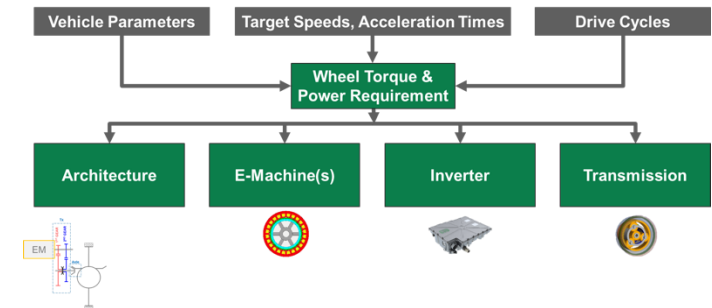 Vehicle Parameters
Target Speeds, Acceleration Times
Drive Cycles
Wheel Torque &
Power Requirement
Architecture
E-Machine(s)
Inverter
Transmission
EM